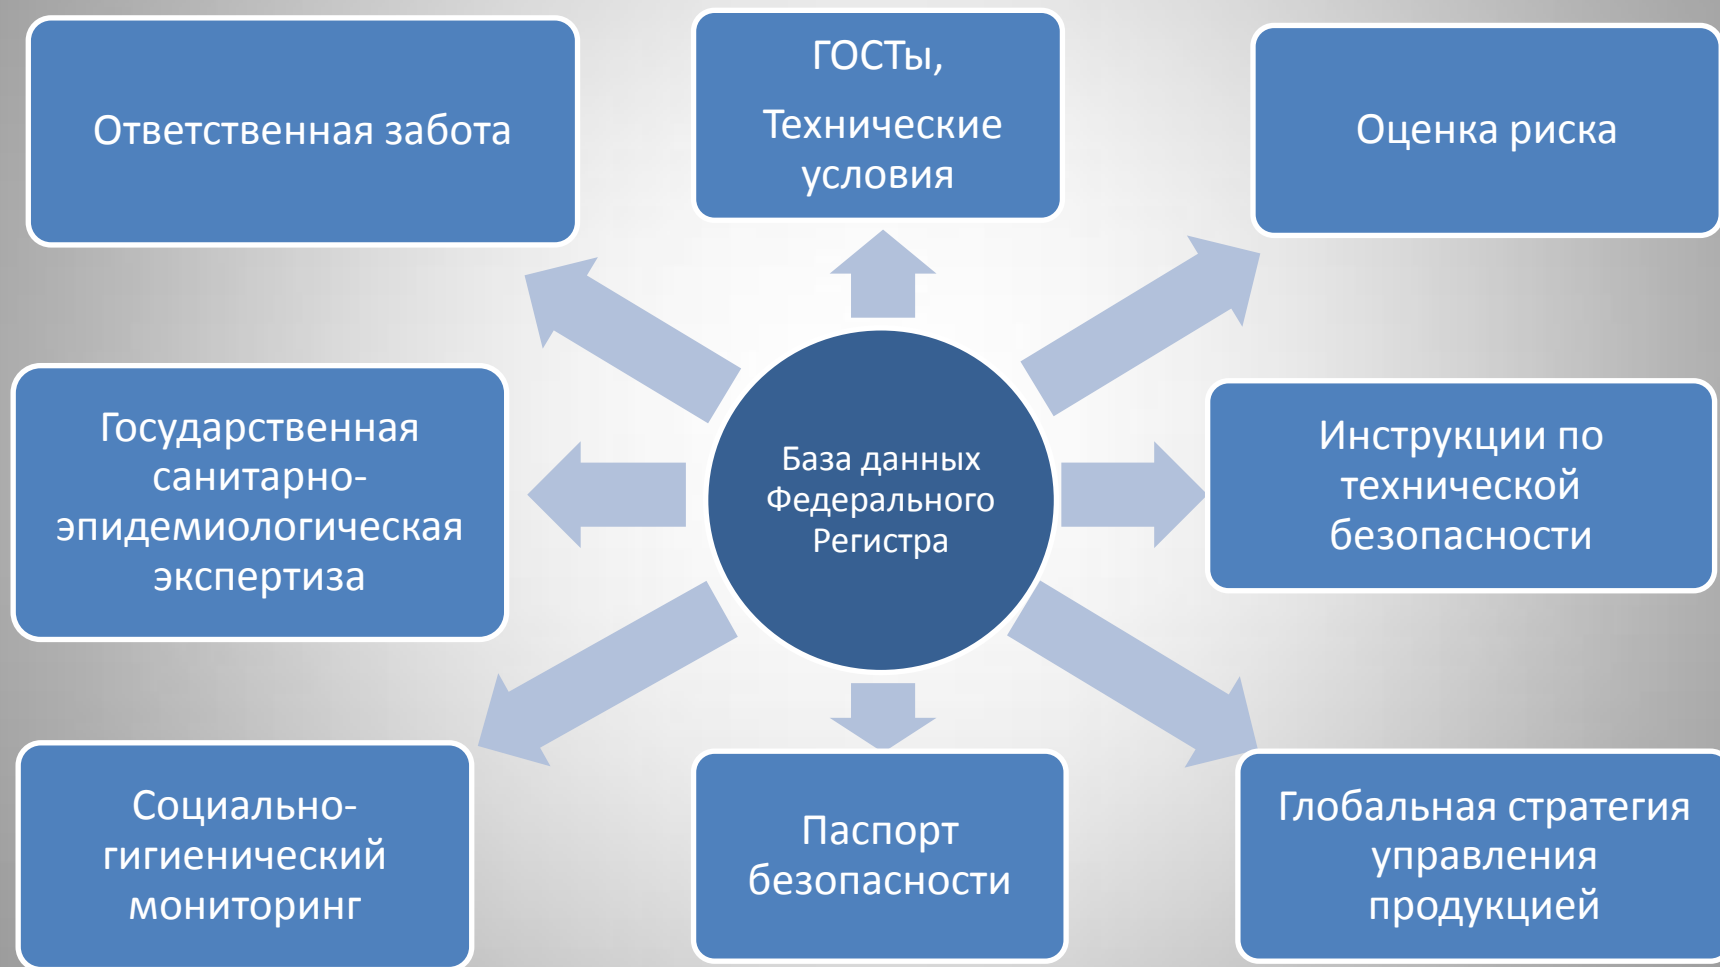 Ответственная забота
ГОСТы,
Технические
условия
Оценка риска
Государственная
санитарно-
эпидемиологическая
экспертиза
База данных
Федерального
Регистра
Инструкции по
технической
безопасности
Социально-
гигиенический
мониторинг
Паспорт
безопасности
Глобальная стратегия
управления
продукцией